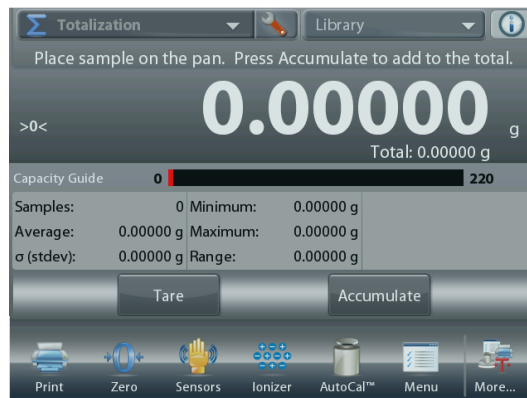 Σ Totalization Library
Place sample on the pan. Press Accumulate to add to the total.
>0< 0.00000 g
Total: 0.00000 g
Capacity Guide 0 220
Samples: 0 Minimum: 0.00000 g
Average: 0.00000 g Maximum: 0.00000 g
σ (stdev): 0.00000 g Range: 0.00000 g
Tare Accumulate
Print Zero Sensors Ionizer AutoCal™ Menu More...